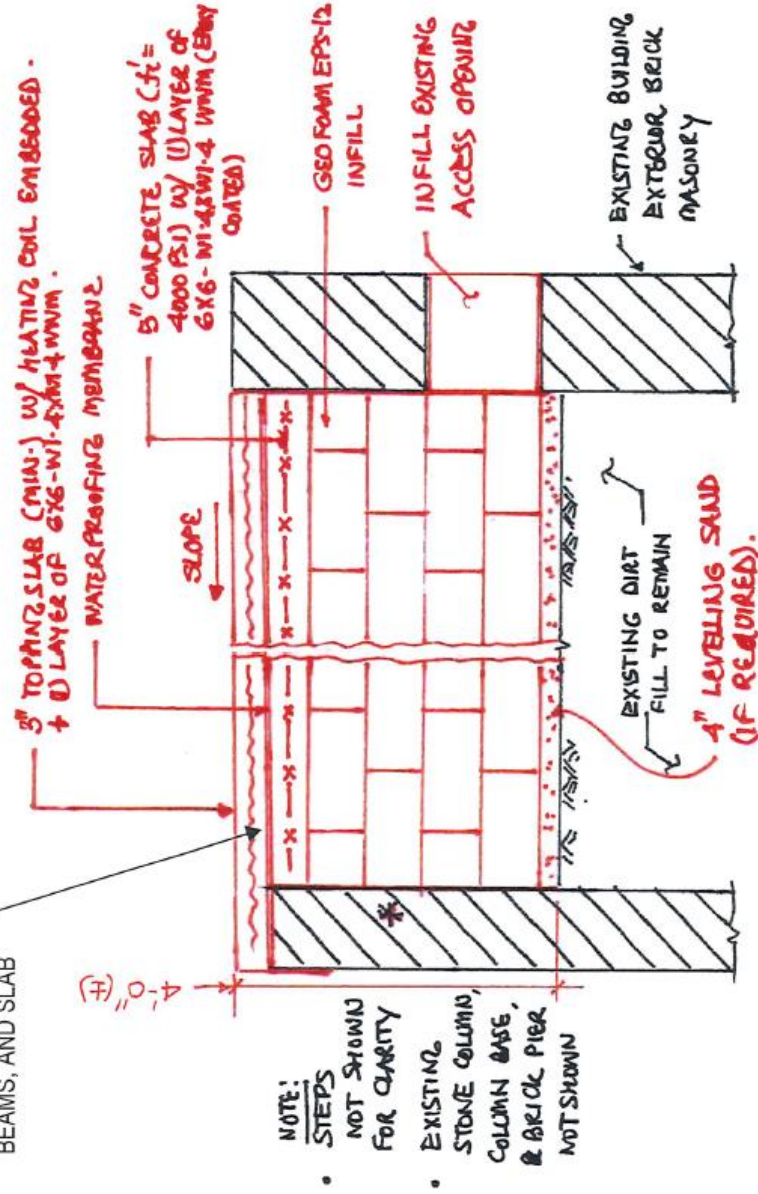 BEAMS, AND SLAB
3" TOPPING SLAB (MIN.) W/ HEATING COIL EMBEDDED.
+ (1) LAYER OF 6X6-W1.4XW1.4 WWM.
WATERPROOFING MEMBRANE
SLOPE
5" CONCRETE SLAB (fc'=
4000 PSI) W/ (1) LAYER OF
6X6-W1.4XW1.4 WWM (EPOXY
COATED)
GEOFOAM EPS-12
INFILL
INFILL EXISTING
ACCESS OPENING
EXISTING BUILDING
EXTERIOR BRICK
MASONRY
4'-0" (±)
NOTE:
• STEPS
NOT SHOWN
FOR CLARITY
• EXISTING
STONE COLUMN,
COLUMN BASE,
& BRICK PIER
NOT SHOWN
*
EXISTING DIRT
FILL TO REMAIN
4" LEVELING SAND
(IF REQUIRED).